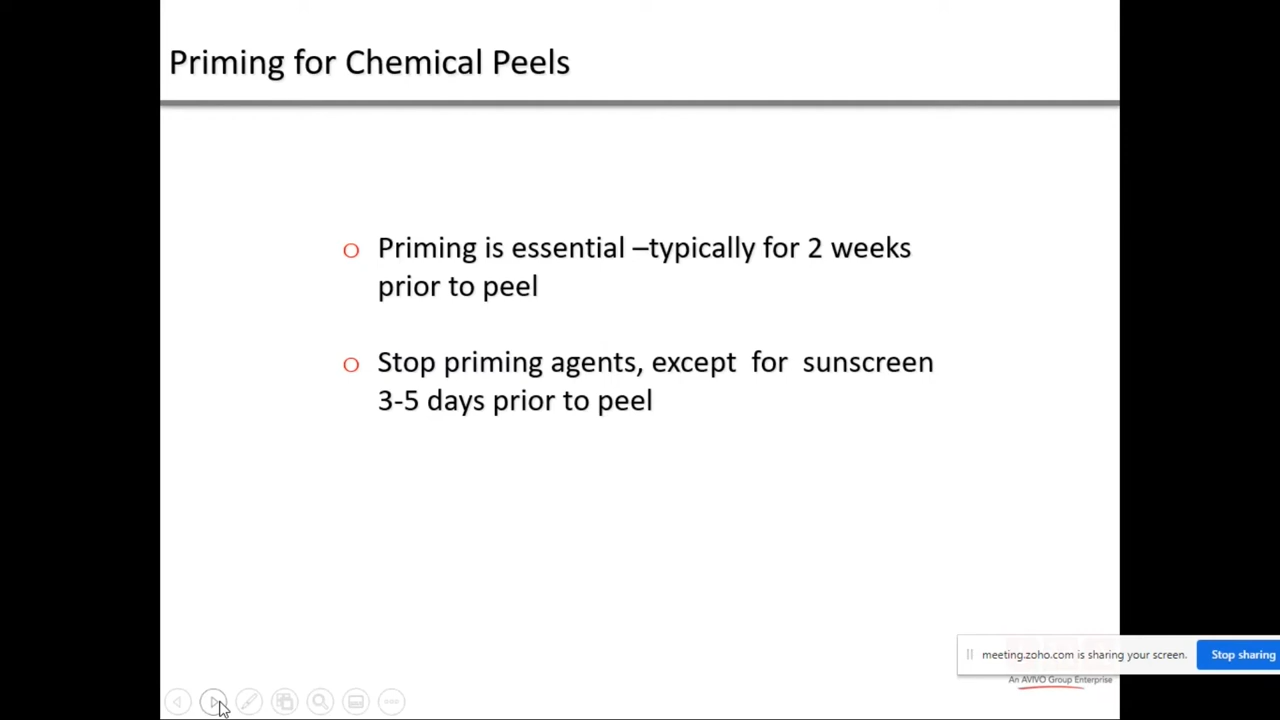 Priming for Chemical Peels
o Priming is essential –typically for 2 weeks
prior to peel
o Stop priming agents, except for sunscreen
3-5 days prior to peel
meeting.zoho.com is sharing your screen.
Stop sharing
An AVIVO Group Enterprise